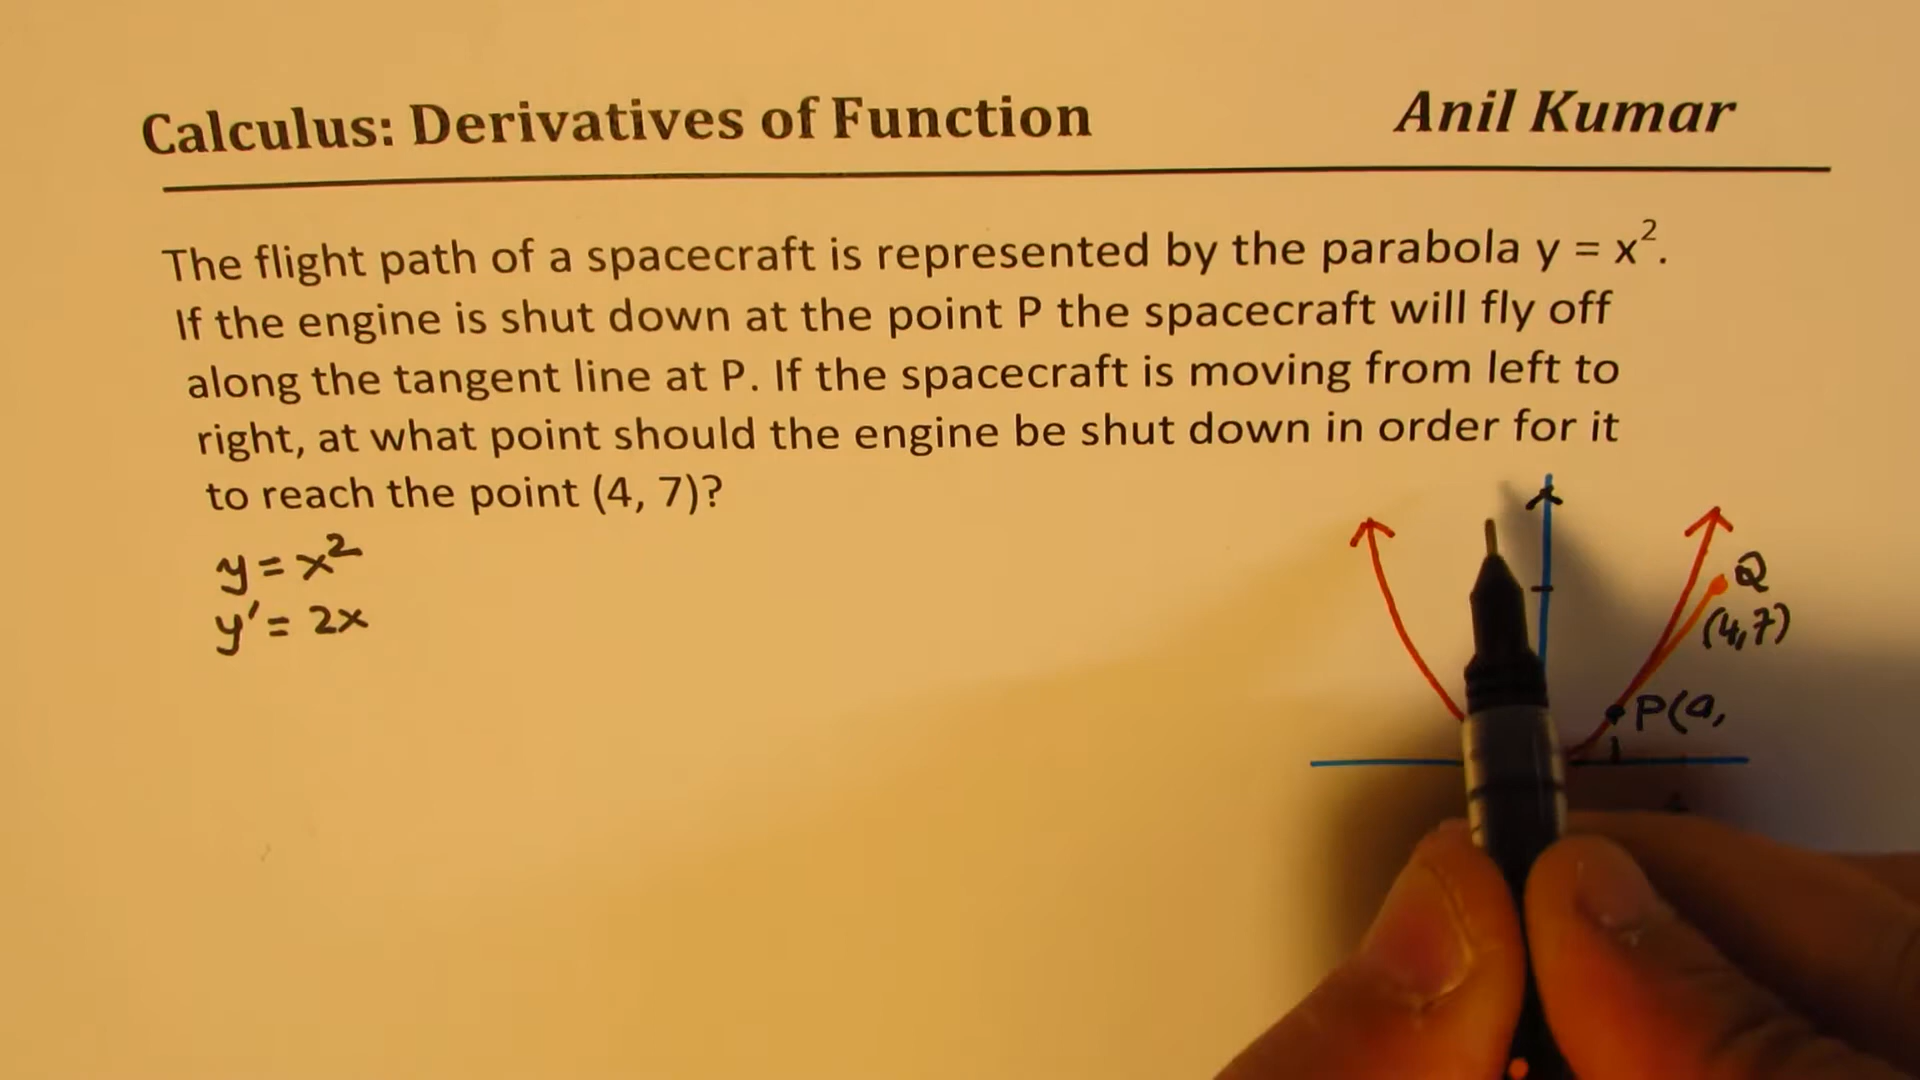 Calculus: Derivatives of Function Anil Kumar
The flight path of a spacecraft is represented by the parabola y = x².
If the engine is shut down at the point P the spacecraft will fly off
along the tangent line at P. If the spacecraft is moving from left to
right, at what point should the engine be shut down in order for it
to reach the point (4, 7)?
y = x²
y' = 2x
Q
(4,7)
P(a,